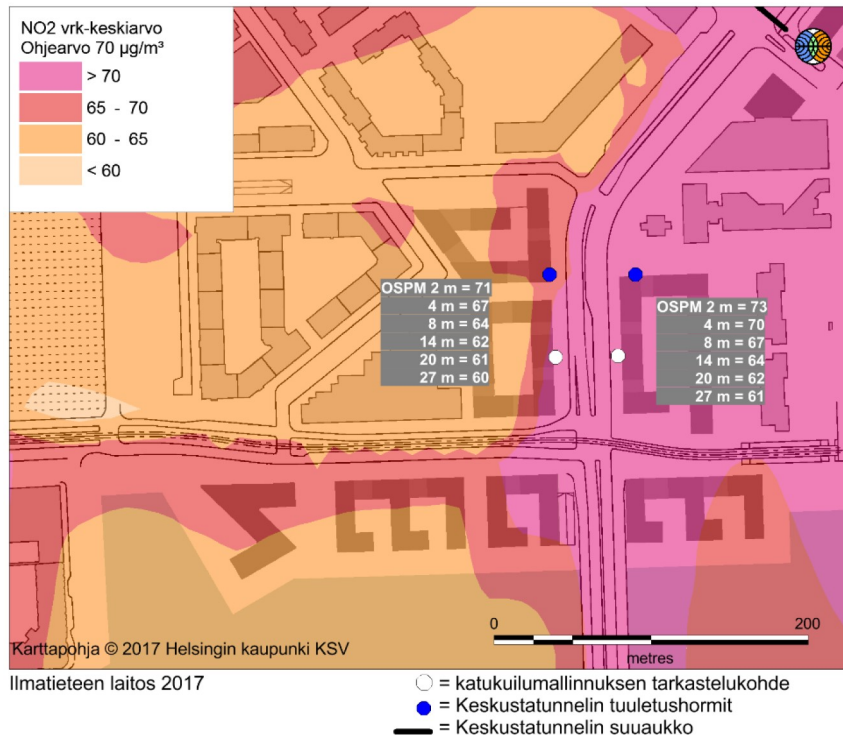 NO2 vrk-keskiarvo
Ohjearvo 70 µg/m³
> 70
65 - 70
60 - 65
< 60
OSPM 2 m = 71
4 m = 67
8 m = 64
14 m = 62
20 m = 61
27 m = 60
OSPM 2 m = 73
4 m = 70
8 m = 67
14 m = 64
20 m = 62
27 m = 61
0 200
metres
Karttapohja © 2017 Helsingin kaupunki KSV
Ilmatieteen laitos 2017
= katukuilumallinnuksen tarkastelukohde
= Keskustatunnelin tuuletushormit
= Keskustatunnelin suuaukko